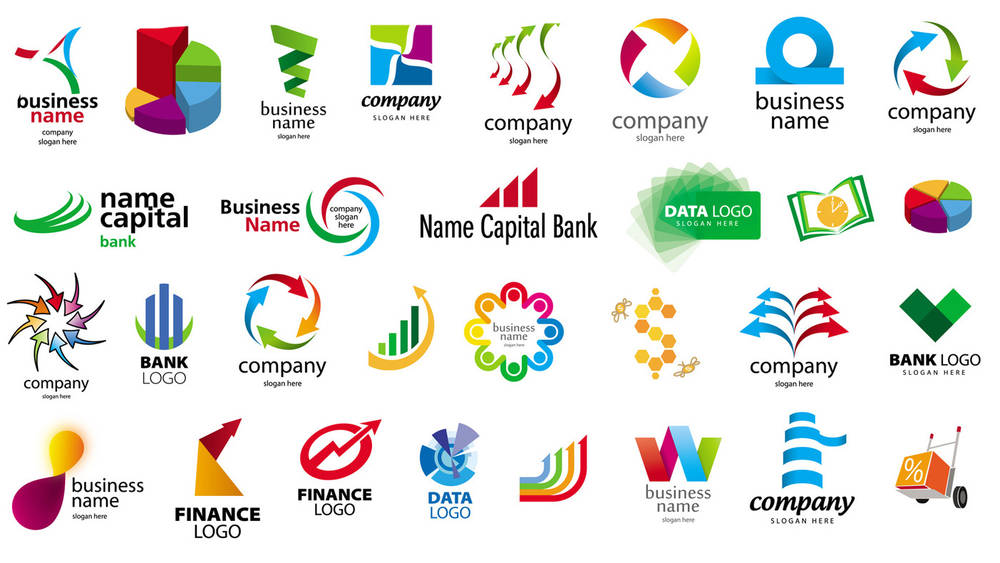 business
name
company
slogan here
business
name
slogan here
company
SLOGAN HERE
company
slogan here
company
slogan here
business
name
company
slogan here
name
capital
bank
Business
Name
company
slogan
here
Name Capital Bank
DATA LOGO
SLOGAN HERE
company
slogan here
BANK
LOGO
company
slogan here
business
name
slogan here
company
slogan here
BANK LOGO
SLOGAN HERE
business
name
slogan here
FINANCE
LOGO
FINANCE
LOGO
DATA
LOGO
W
business
name
slogan here
company
SLOGAN HERE
%